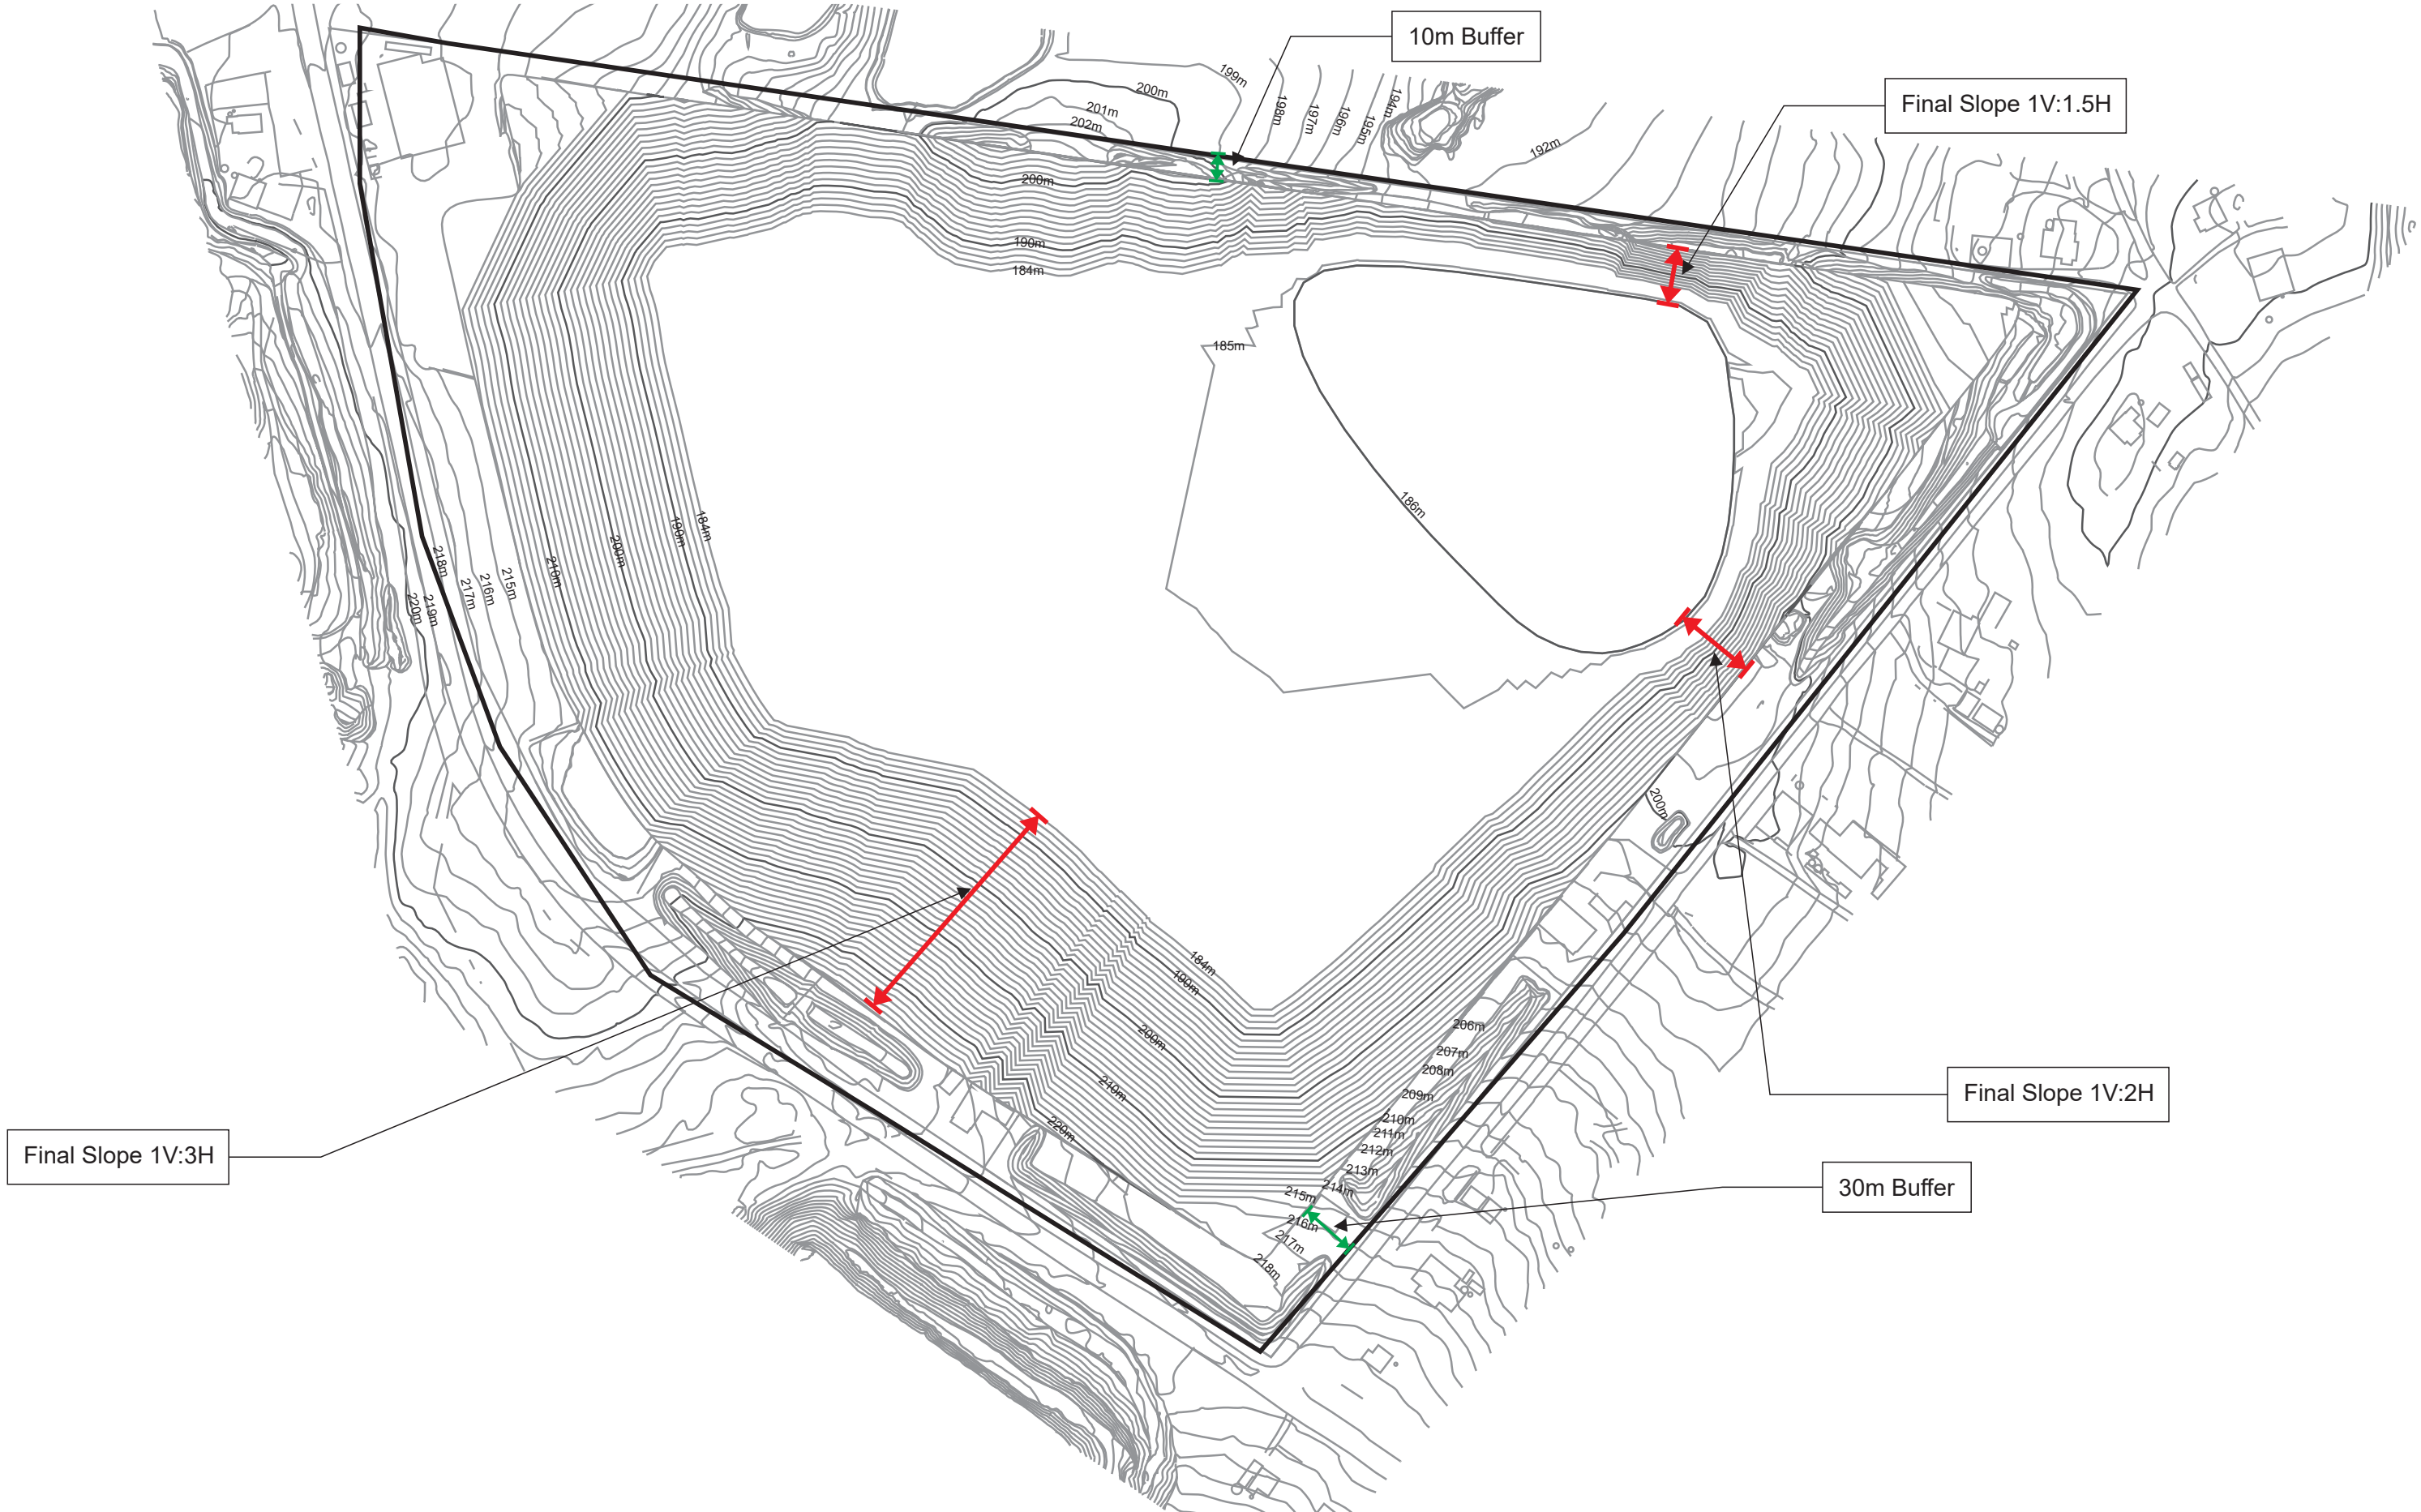 10m Buffer
199m
200m
201m
202m
198m
197m
196m
195m
194m
Final Slope 1V:1.5H
192m
200m
190m
184m
185m
186m
184m
190m
200m
210m
215m
216m
217m
218m
219m
220m
200m
184m
190m
200m
210m
220m
206m
207m
208m
209m
210m
211m
212m
213m
214m
215m
216m
217m
218m
Final Slope 1V:2H
Final Slope 1V:3H
30m Buffer